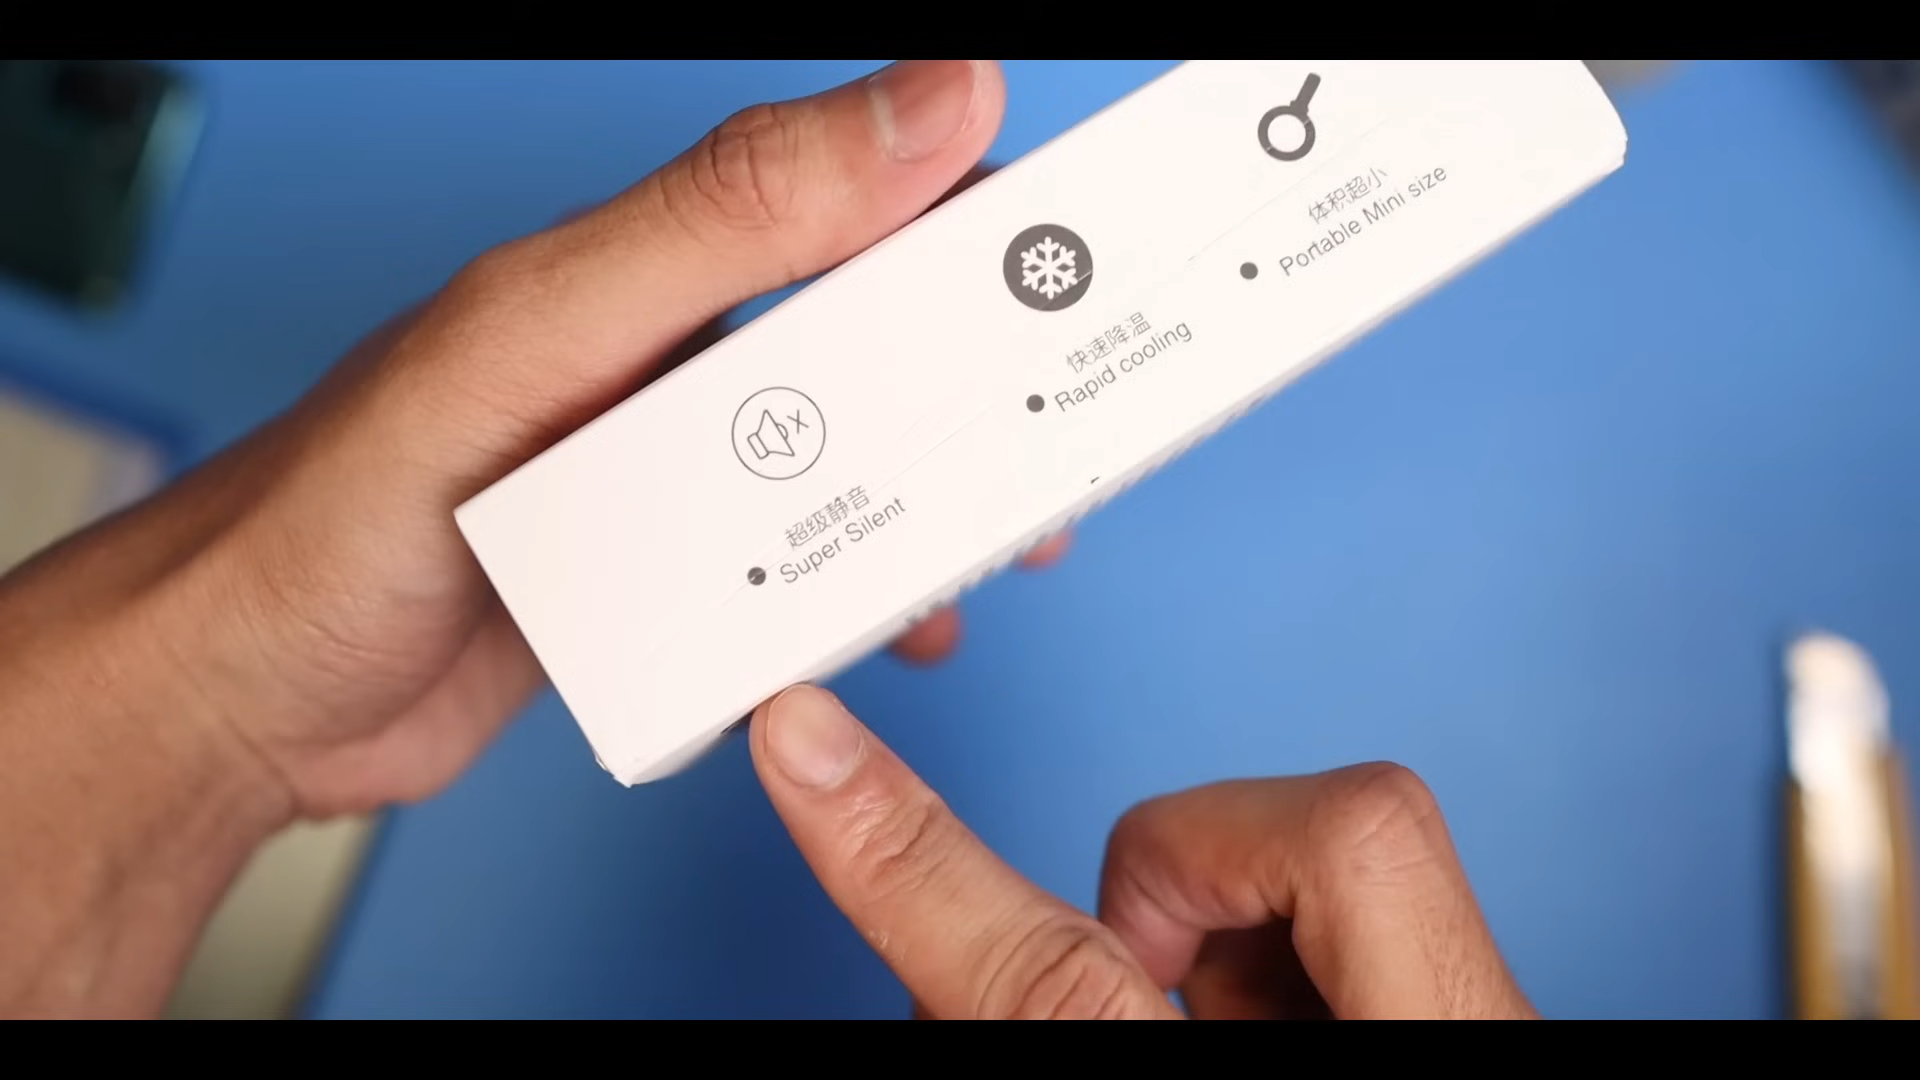 超级静音
Super Silent
快速降温
Rapid cooling
体积超小
Portable Mini size